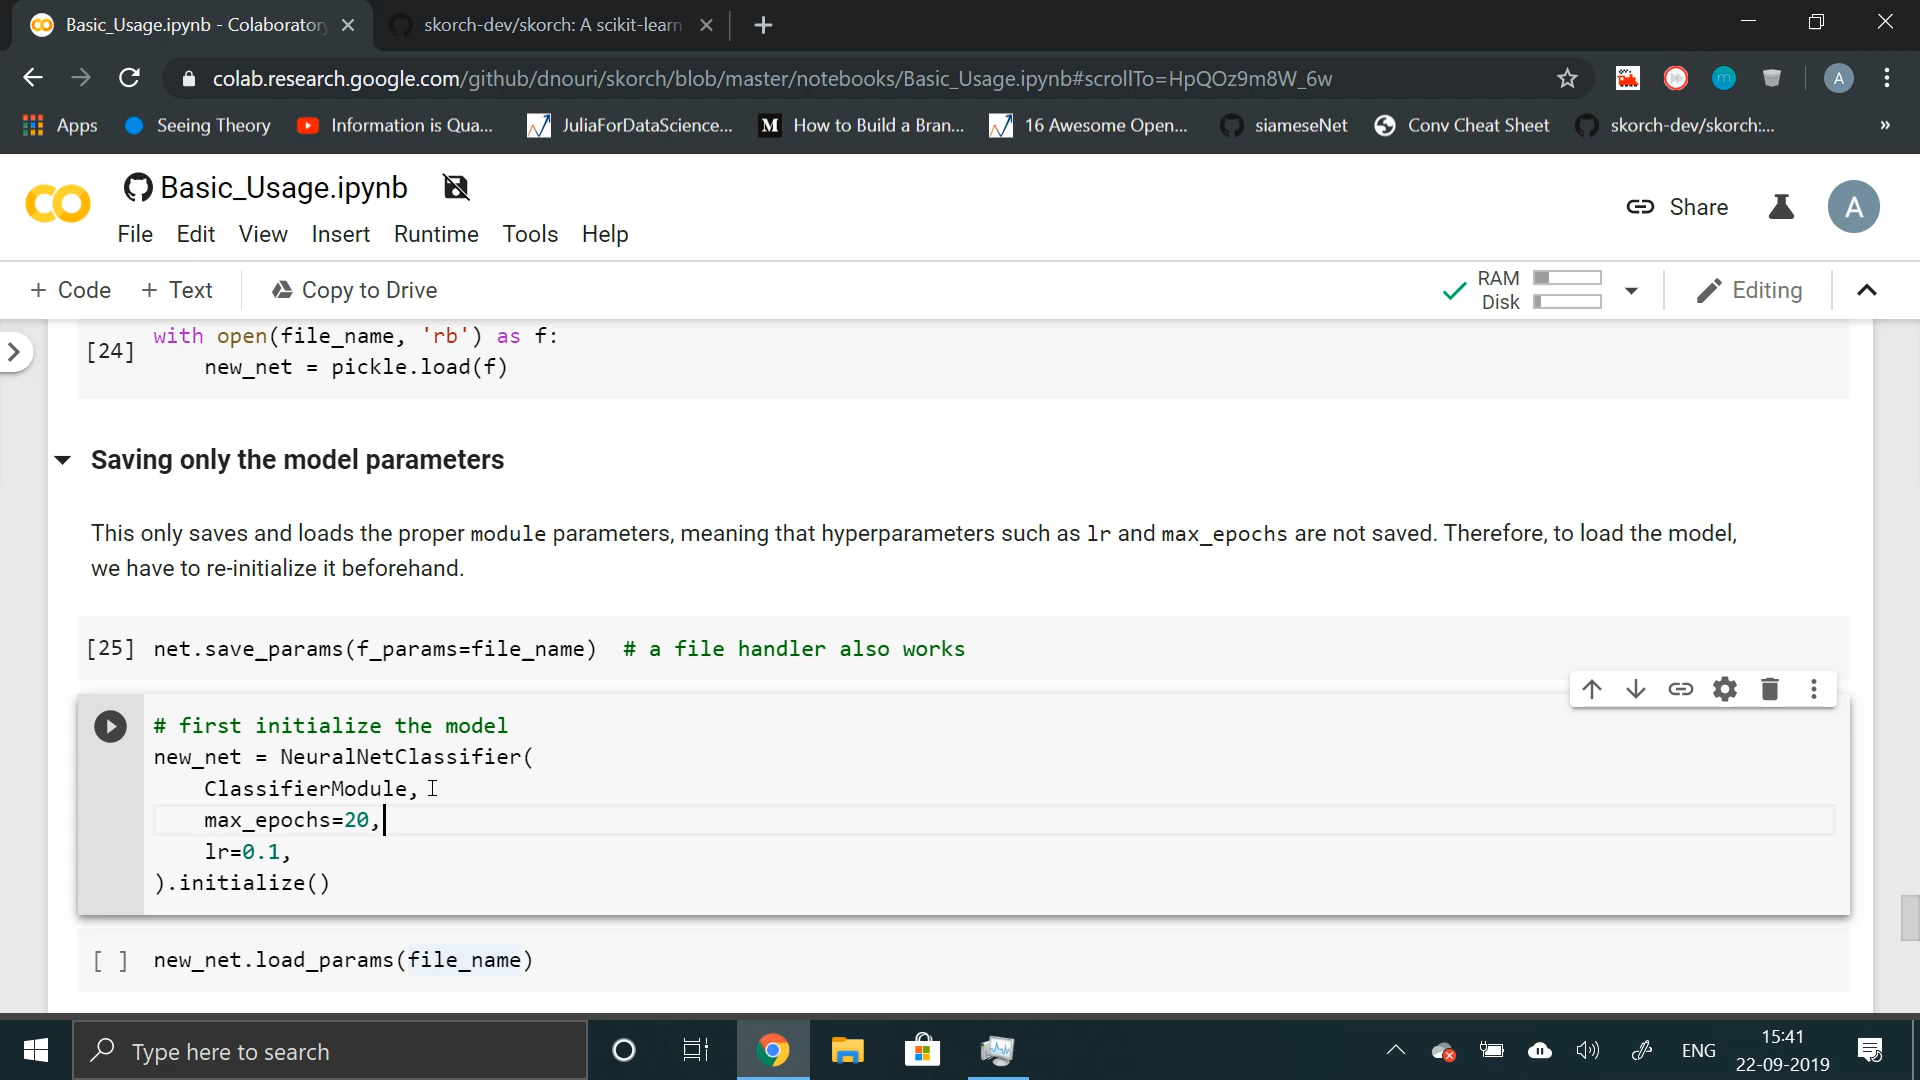 Basic_Usage.ipynb - Colaboratory
skorch-dev/skorch: A scikit-learn
colab.research.google.com/github/dnouri/skorch/blob/master/notebooks/Basic_Usage.ipynb#scrollTo=HpQOz9m8W_6w
A
Apps
Seeing Theory
Information is Qua...
JuliaForDataScience...
M How to Build a Bran...
16 Awesome Open...
siameseNet
Conv Cheat Sheet
skorch-dev/skorch:...
»
Basic_Usage.ipynb
Share
A
File Edit View Insert Runtime Tools Help
+ Code + Text
Copy to Drive
RAM
Disk
Editing
with open(file_name, 'rb') as f:
[24]
new_net = pickle.load(f)
Saving only the model parameters
This only saves and loads the proper module parameters, meaning that hyperparameters such as lr and max_epochs are not saved. Therefore, to load the model,
we have to re-initialize it beforehand.
[25] net.save_params(f_params=file_name) # a file handler also works
# first initialize the model
new_net = NeuralNetClassifier(
ClassifierModule,
max_epochs=20,
lr=0.1,
).initialize()
[ ] new_net.load_params(file_name)
Type here to search
ENG
15:41
22-09-2019